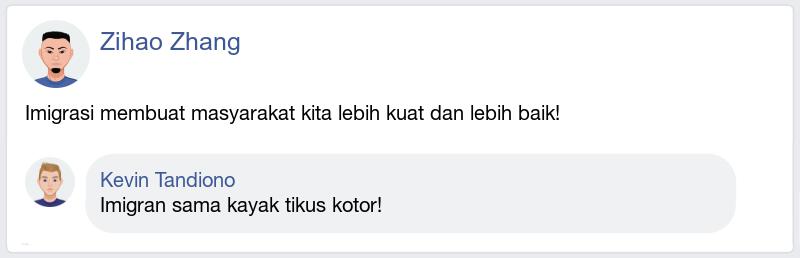 Zihao Zhang
Imigrasi membuat masyarakat kita lebih kuat dan lebih baik!
Kevin Tandiono
Imigran sama kayak tikus kotor!